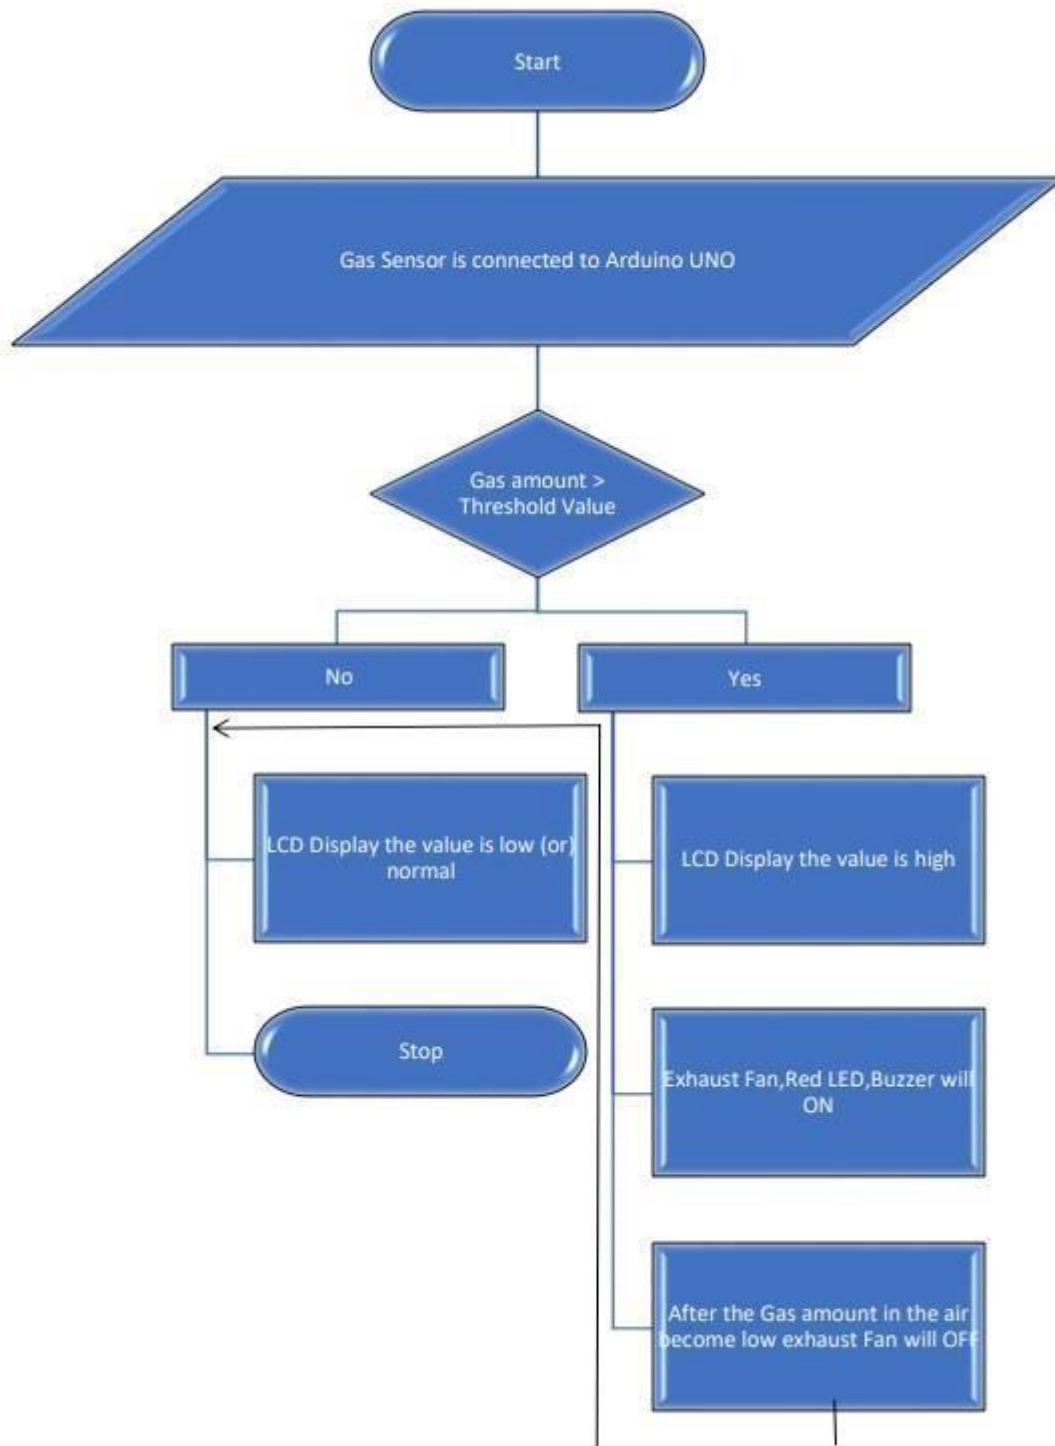 Start
Gas Sensor is connected to Arduino UNO
Gas amount >
Threshold Value
No
Yes
LCD Display the value is low (or)
normal
LCD Display the value is high
Stop
Exhaust Fan,Red LED,Buzzer will
ON
After the Gas amount in the air
become low exhaust Fan will OFF